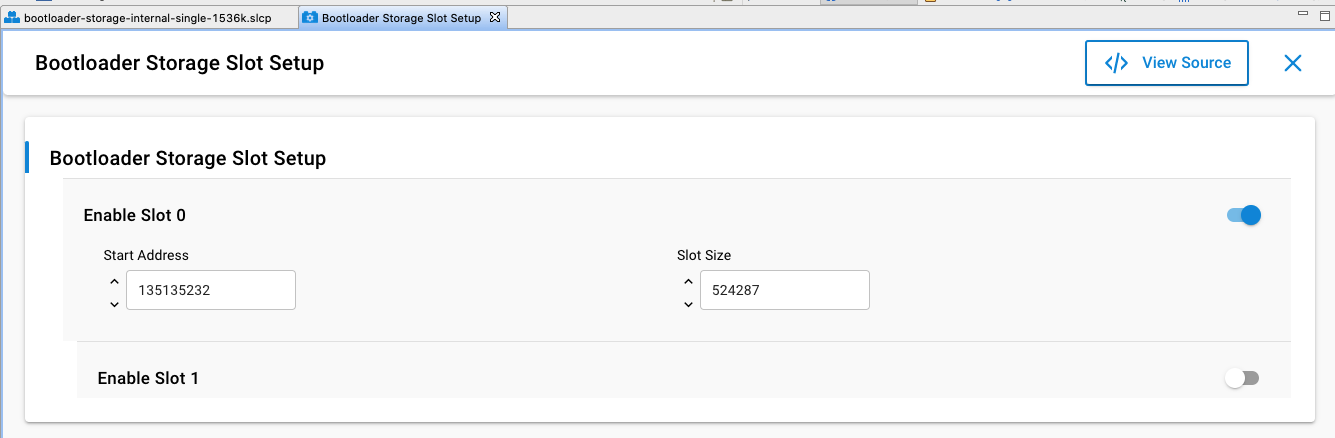 bootloader-storage-internal-single-1536k.slcp
Bootloader Storage Slot Setup
Bootloader Storage Slot Setup
</> View Source
Bootloader Storage Slot Setup
Enable Slot 0
Start Address
Slot Size
135135232
524287
Enable Slot 1